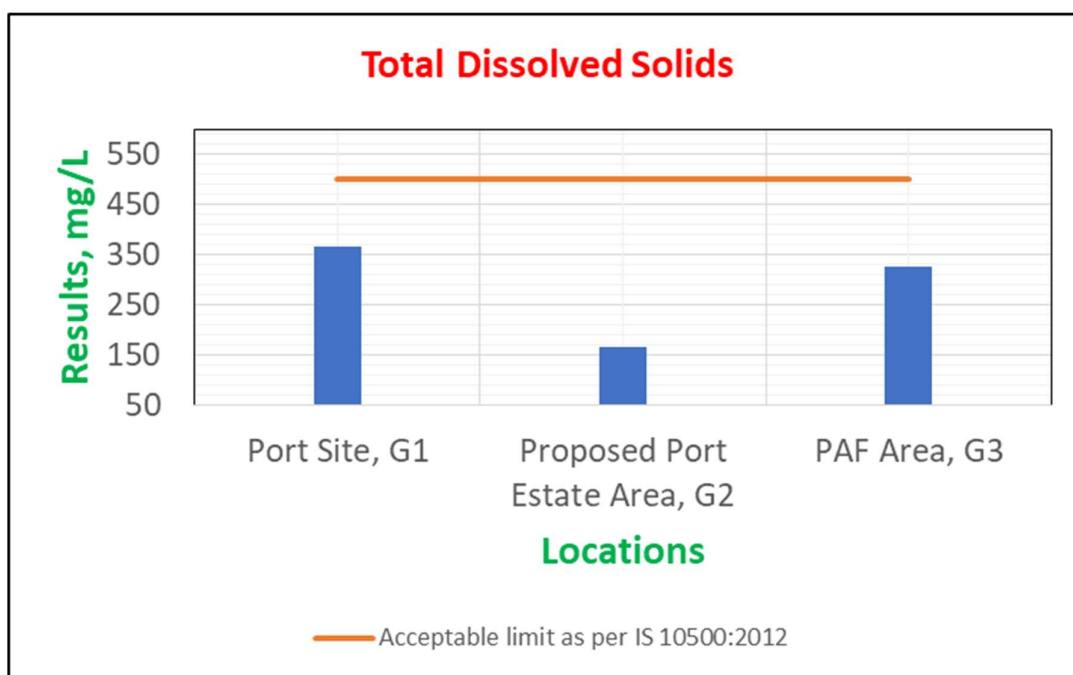 Total Dissolved Solids
Results, mg/L
550
450
350
250
150
50
Port Site, G1
Proposed Port
Estate Area, G2
PAF Area, G3
Locations
Acceptable limit as per IS 10500:2012